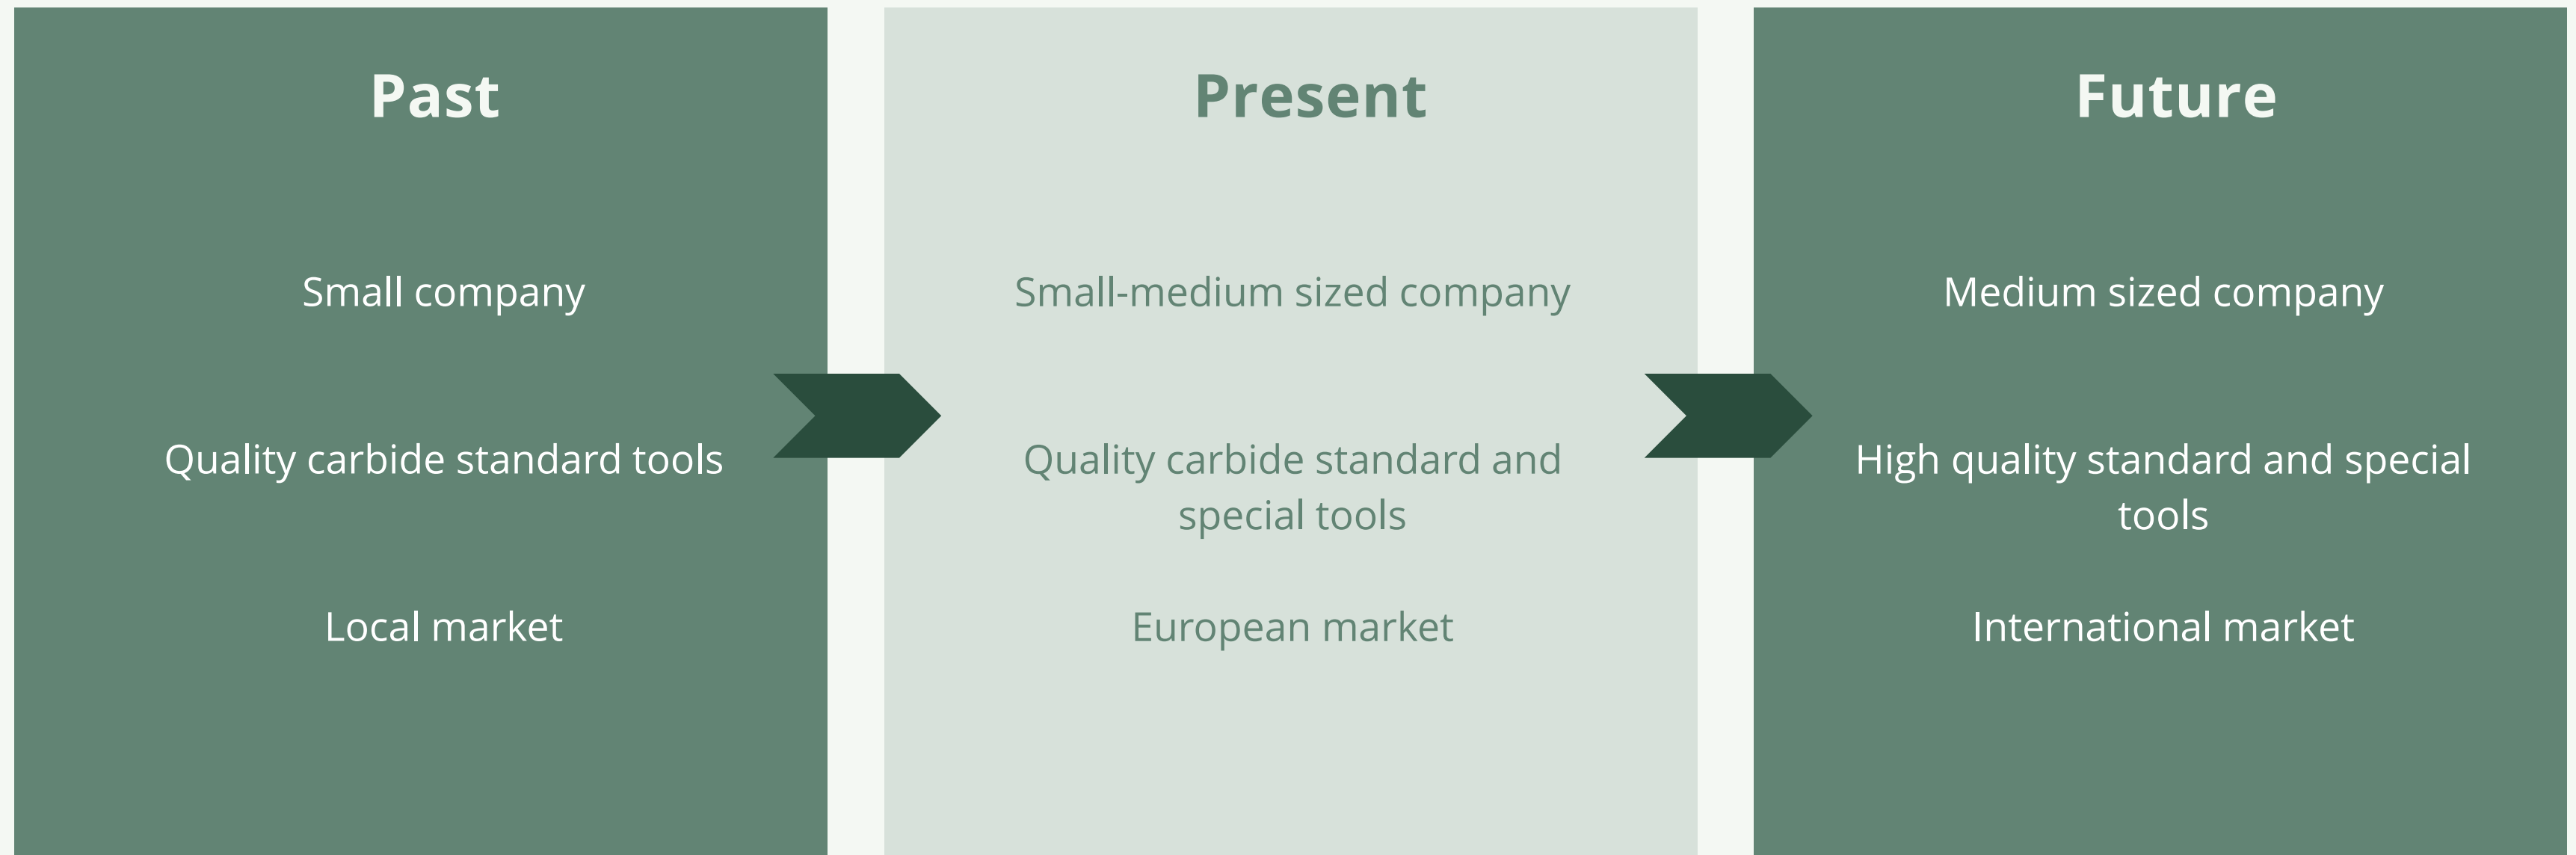 Past
Small company
Quality carbide standard tools
Local market
Present
Small-medium sized company
Quality carbide standard and
special tools
European market
Future
Medium sized company
High quality standard and special
tools
International market